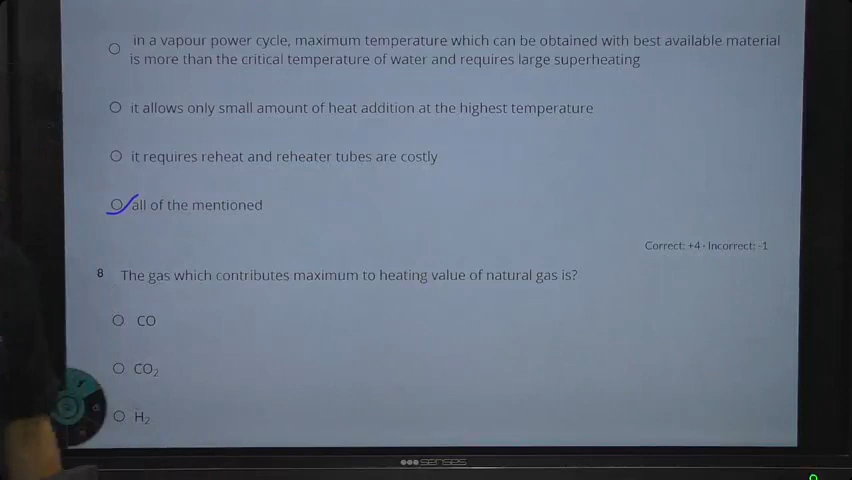 in a vapour power cycle, maximum temperature which can be obtained with best available material
is more than the critical temperature of water and requires large superheating
it allows only small amount of heat addition at the highest temperature
it requires reheat and reheater tubes are costly
all of the mentioned
Correct: +4 · Incorrect: -1
8 The gas which contributes maximum to heating value of natural gas is?
CO
CO₂
H₂
senses